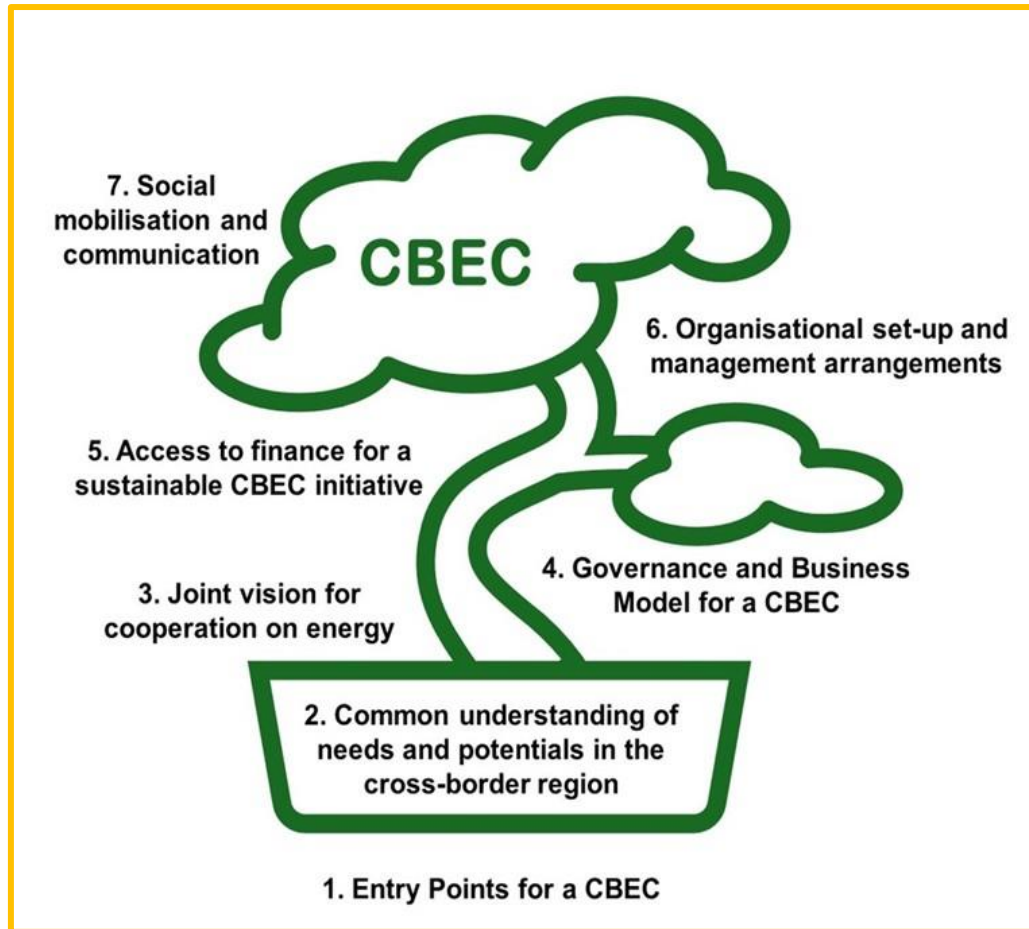 7. Social
mobilisation and
communication
CBEC
6. Organisational set-up and
management arrangements
5. Access to finance for a
sustainable CBEC initiative
4. Governance and Business
Model for a CBEC
3. Joint vision for
cooperation on energy
2. Common understanding of
needs and potentials in the
cross-border region
1. Entry Points for a CBEC